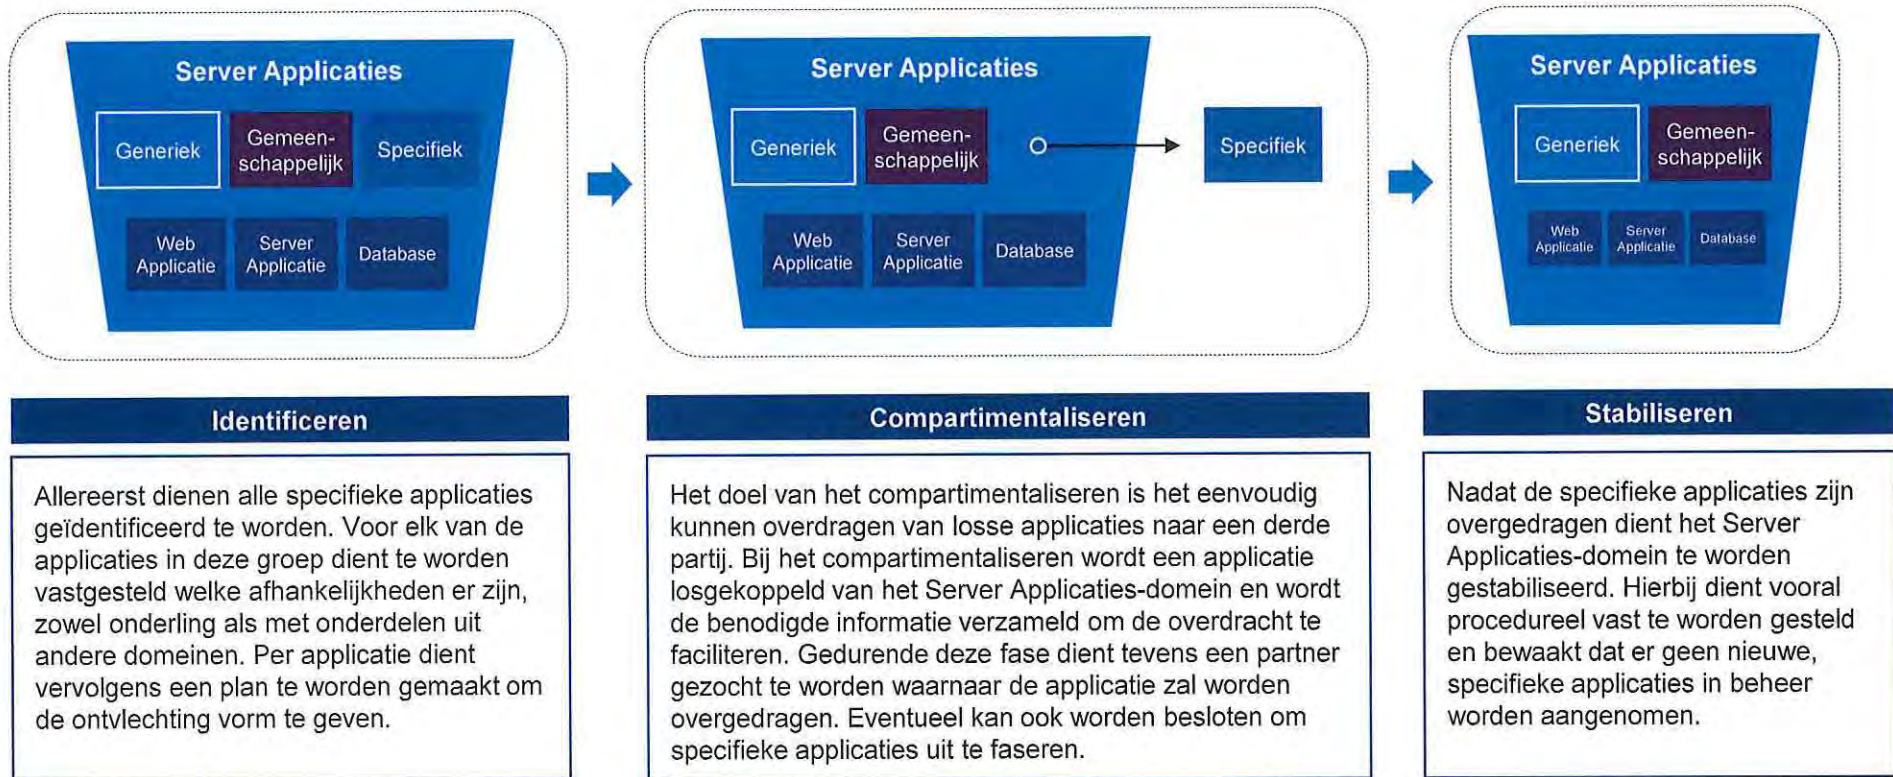 Server Applicaties
Generiek
Gemeen-
schappelijk
Specifiek
Web
Applicatie
Server
Applicatie
Database
Server Applicaties
Generiek
Gemeen-
schappelijk
Specifiek
Web
Applicatie
Server
Applicatie
Database
Server Applicaties
Generiek
Gemeen-
schappelijk
Web
Applicatie
Server
Applicatie
Database
Identificeren
Allereerst dienen alle specifieke applicaties
geïdentificeerd te worden. Voor elk van de
applicaties in deze groep dient te worden
vastgesteld welke afhankelijkheden er zijn,
zowel onderling als met onderdelen uit
andere domeinen. Per applicatie dient
vervolgens een plan te worden gemaakt om
de ontvlechting vorm te geven.
Compartimentaliseren
Het doel van het compartimentaliseren is het eenvoudig
kunnen overdragen van losse applicaties naar een derde
partij. Bij het compartimentaliseren wordt een applicatie
losgekoppeld van het Server Applicaties-domein en wordt
de benodigde informatie verzameld om de overdracht te
faciliteren. Gedurende deze fase dient tevens een partner
gezocht te worden waarnaar de applicatie zal worden
overgedragen. Eventueel kan ook worden besloten om
specifieke applicaties uit te faseren.
Stabiliseren
Nadat de specifieke applicaties zijn
overgedragen dient het Server
Applicaties-domein te worden
gestabiliseerd. Hierbij dient vooral
procedureel vast te worden gesteld
en bewaakt dat er geen nieuwe,
specifieke applicaties in beheer
worden aangenomen.